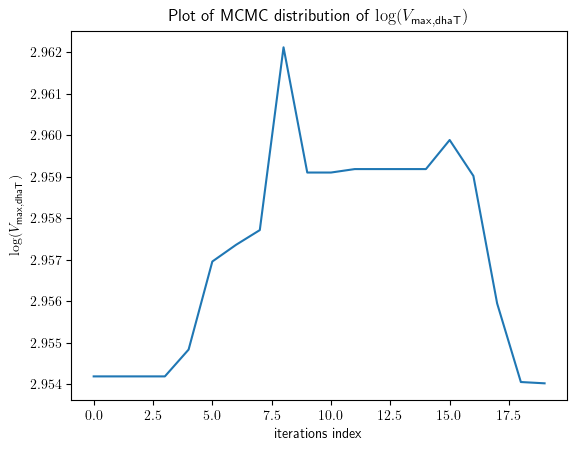 Plot of MCMC distribution of log(V_max,dhaT)
log(V_max,dhaT)
2.962
2.961
2.960
2.959
2.958
2.957
2.956
2.955
2.954
0.0 2.5 5.0 7.5 10.0 12.5 15.0 17.5
iterations index